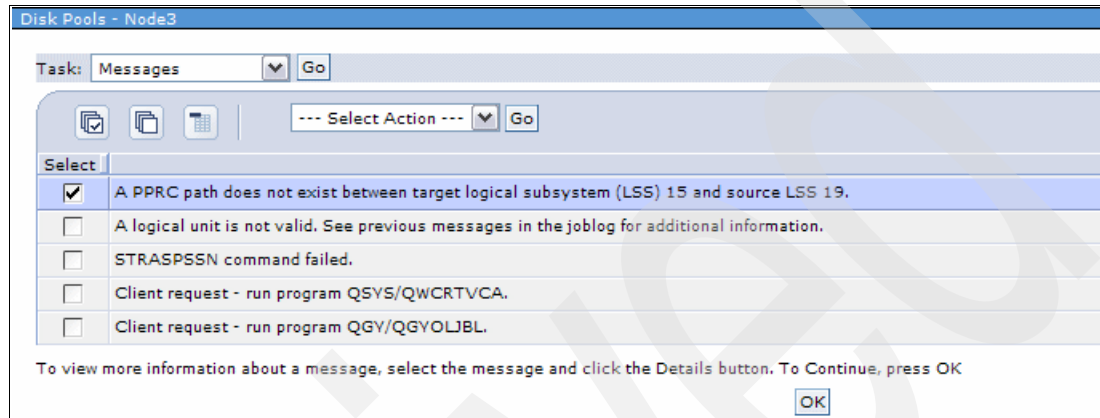 Disk Pools - Node3
Task: Messages Go
--- Select Action --- Go
Select
A PPRC path does not exist between target logical subsystem (LSS) 15 and source LSS 19.
A logical unit is not valid. See previous messages in the joblog for additional information.
STRASPSSN command failed.
Client request - run program QSYS/QWCRTVCA.
Client request - run program QGY/QGYOLJBL.
To view more information about a message, select the message and click the Details button. To Continue, press OK
OK